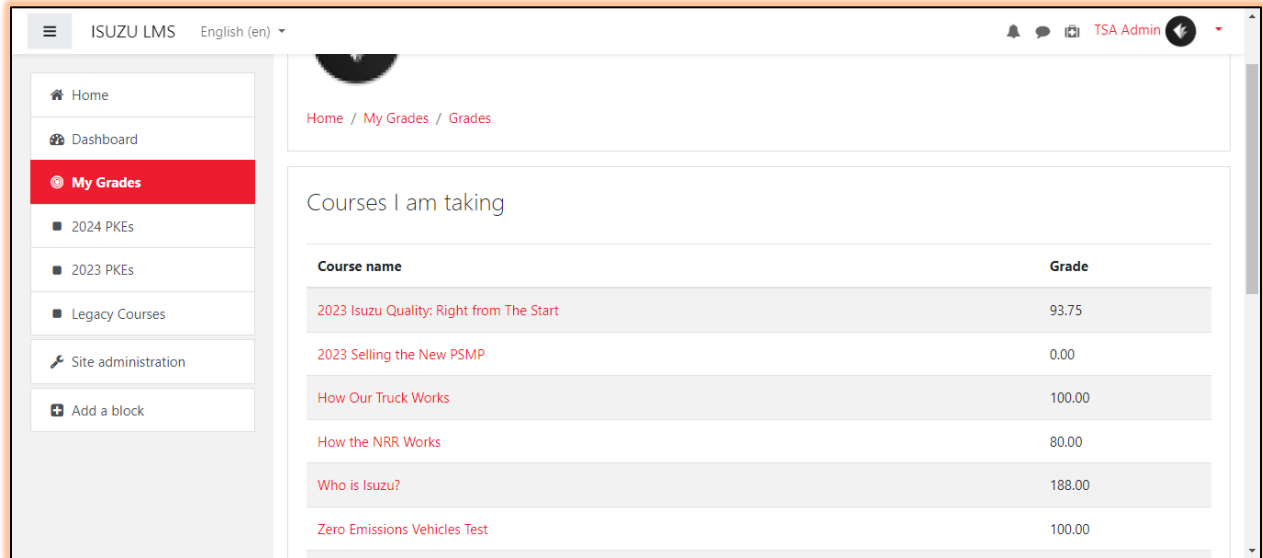 ISUZU LMS English (en) TSA Admin
Home
Dashboard
My Grades
2024 PKEs
2023 PKEs
Legacy Courses
Site administration
Add a block
Home / My Grades / Grades
Courses I am taking
Course name Grade
2023 Isuzu Quality: Right from The Start 93.75
2023 Selling the New PSMP 0.00
How Our Truck Works 100.00
How the NRR Works 80.00
Who is Isuzu? 188.00
Zero Emissions Vehicles Test 100.00